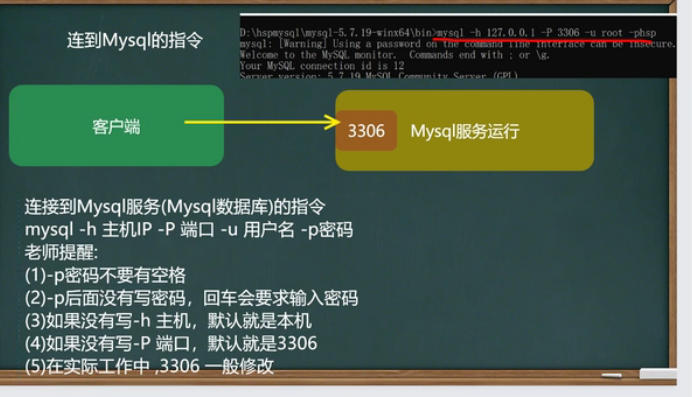 连到Mysql的指令
D:\hspmysql\mysql-5.7.19-winx64\bin>mysql -h 127.0.0.1 -P 3306 -u root -phsp
mysql: [Warning] Using a password on the command line interface can be insecure.
Welcome to the MySQL monitor.  Commands end with ; or \g.
Your MySQL connection id is 12
Server version: 5.7.19 MySQL Community Server (GPL)
客户端
3306
Mysql服务运行
连接到Mysql服务(Mysql数据库)的指令
mysql -h 主机IP -P 端口 -u 用户名 -p密码
老师提醒:
(1)-p密码不要有空格
(2)-p后面没有写密码，回车会要求输入密码
(3)如果没有写-h 主机，默认就是本机
(4)如果没有写-P 端口，默认就是3306
(5)在实际工作中 ,3306 一般修改